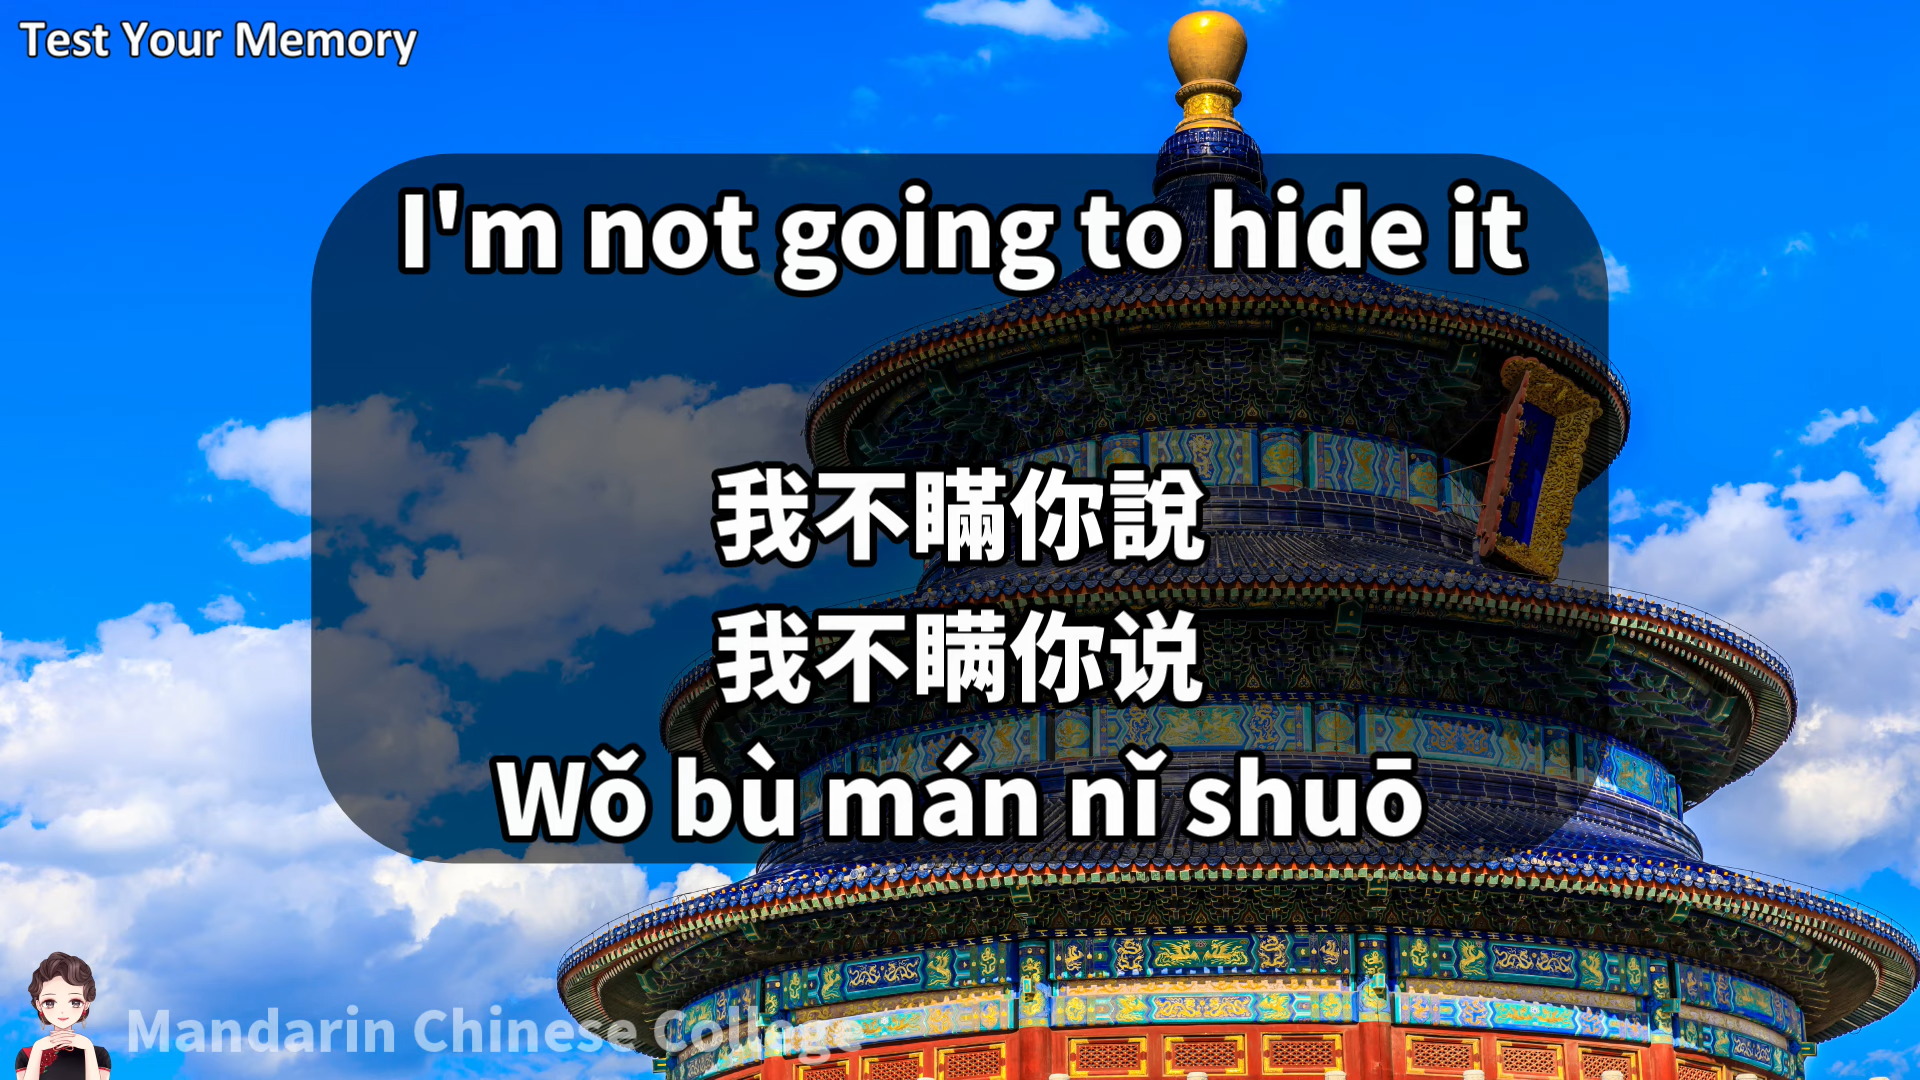 Test Your Memory
I'm not going to hide it
我不瞞你說
我不瞒你说
Wǒ bù mán nǐ shuō
Mandarin Chinese College